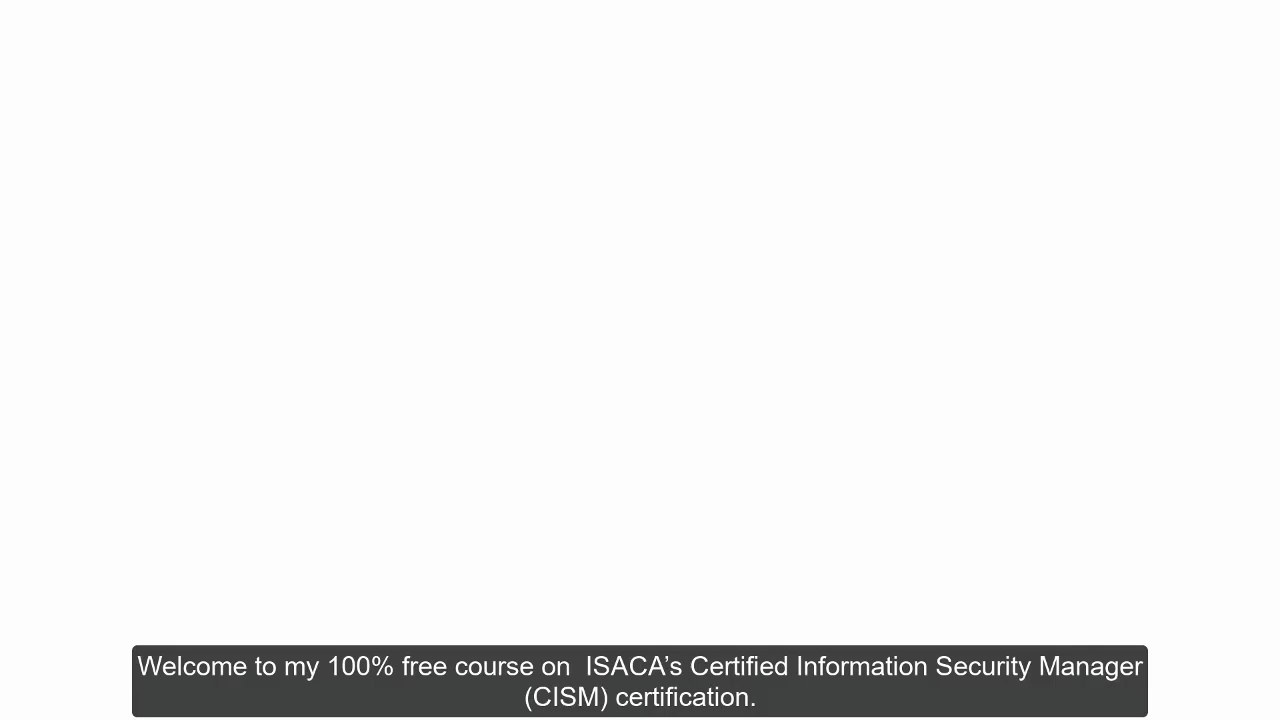 Welcome to my 100% free course on  ISACA’s Certified Information Security Manager
(CISM) certification.